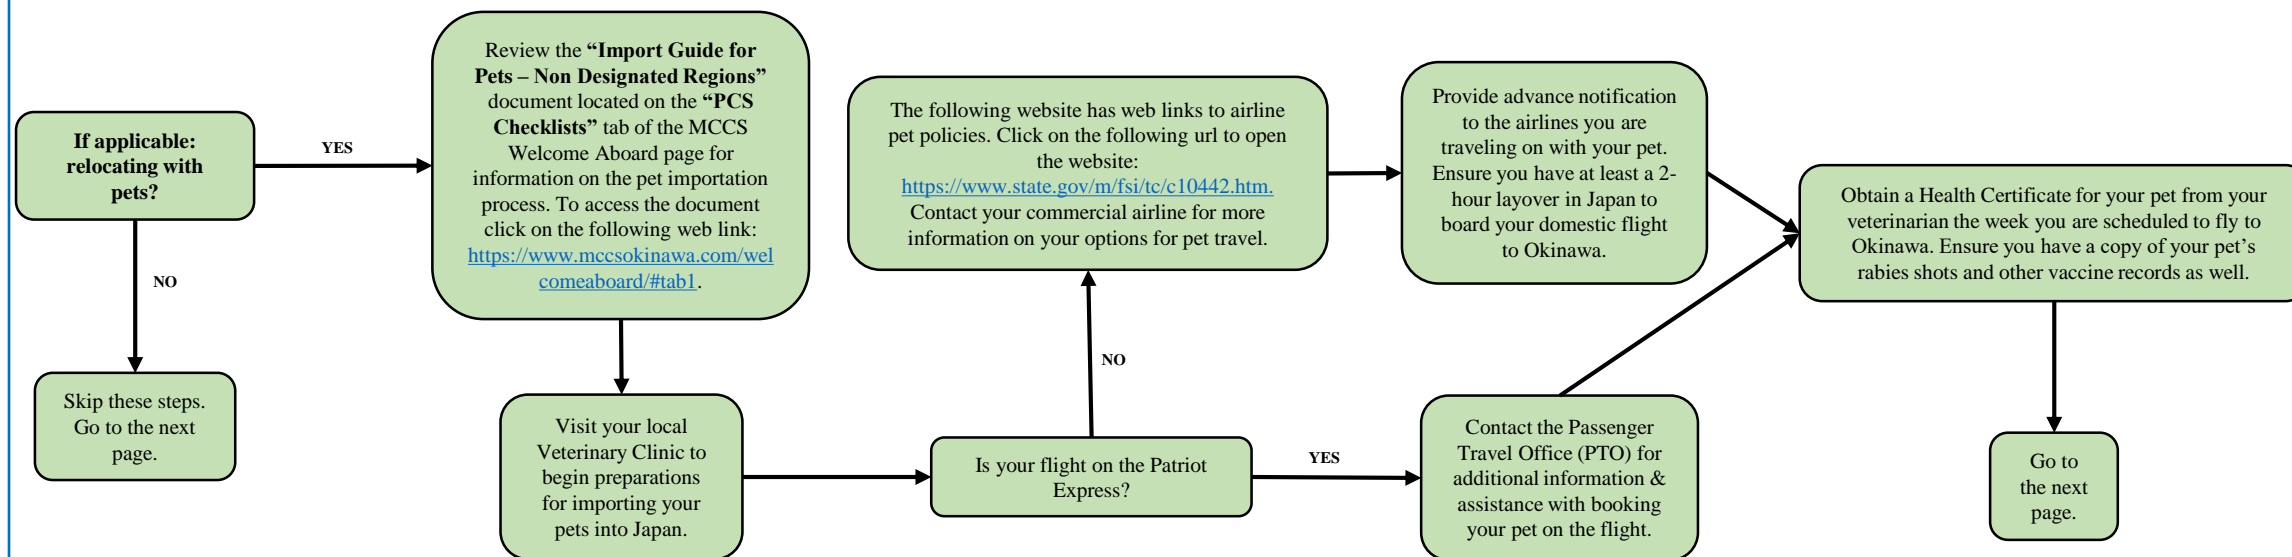 If applicable:
relocating with
pets?
YES
NO
Skip these steps.
Go to the next
page.
Review the “Import Guide for
Pets – Non Designated Regions”
document located on the “PCS
Checklists” tab of the MCCS
Welcome Aboard page for
information on the pet importation
process. To access the document
click on the following web link:
https://www.mccsokinawa.com/wel
comeaboard/#tab1.
Visit your local
Veterinary Clinic to
begin preparations
for importing your
pets into Japan.
Is your flight on the Patriot
Express?
NO
The following website has web links to airline
pet policies. Click on the following url to open
the website:
https://www.state.gov/m/fsi/tc/c10442.htm.
Contact your commercial airline for more
information on your options for pet travel.
Provide advance notification
to the airlines you are
traveling on with your pet.
Ensure you have at least a 2-
hour layover in Japan to
board your domestic flight
to Okinawa.
YES
Contact the Passenger
Travel Office (PTO) for
additional information &
assistance with booking
your pet on the flight.
Obtain a Health Certificate for your pet from your
veterinarian the week you are scheduled to fly to
Okinawa. Ensure you have a copy of your pet’s
rabies shots and other vaccine records as well.
Go to
the next
page.